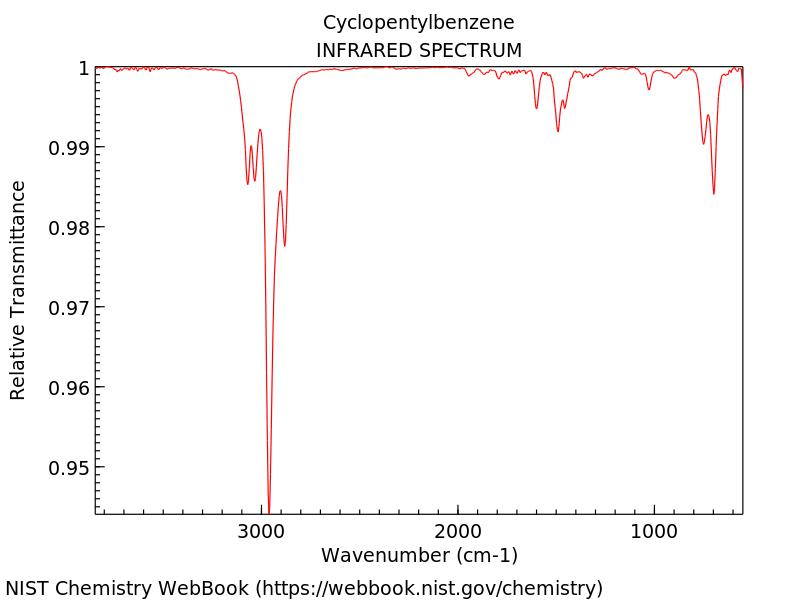 Cyclopentylbenzene
INFRARED SPECTRUM
1
0.99
0.98
0.97
0.96
0.95
Relative Transmittance
3000 2000 1000
Wavenumber (cm-1)
NIST Chemistry WebBook (https://webbook.nist.gov/chemistry)